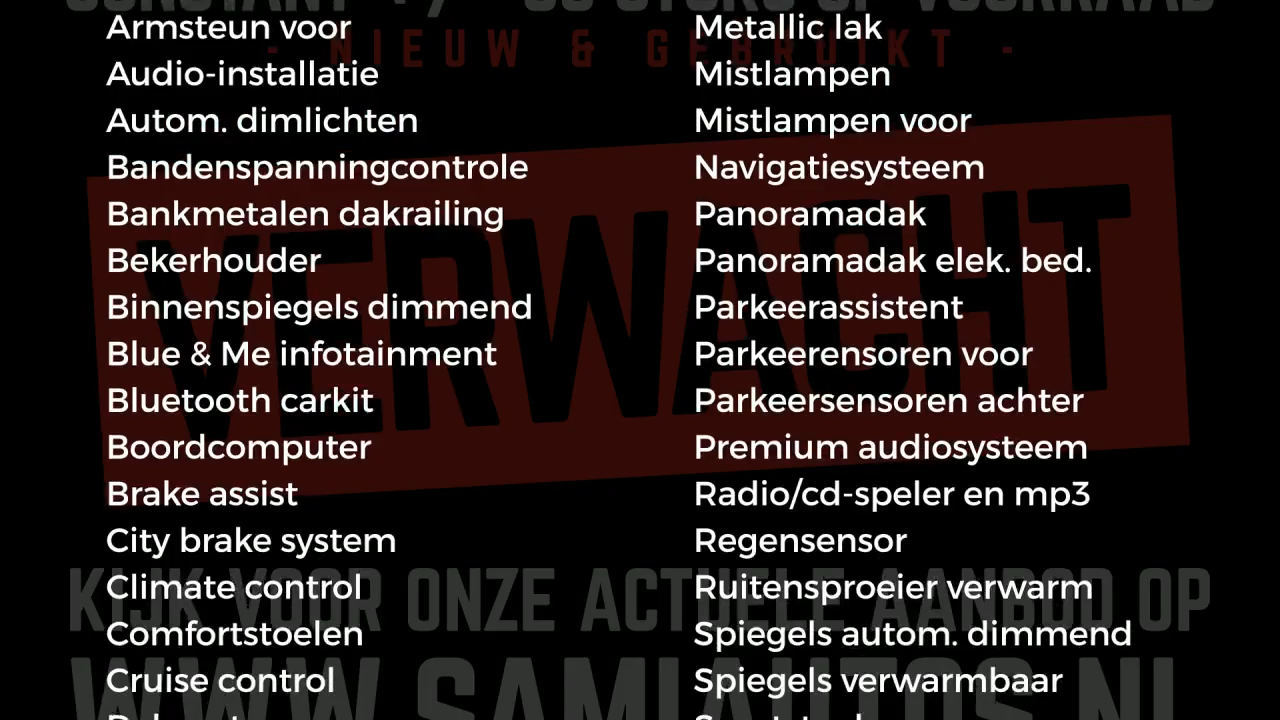 - NIEUW & GEBRUIKT -
Armsteun voor
Audio-installatie
Autom. dimlichten
Bandenspanningcontrole
Bankmetalen dakrailing
Bekerhouder
Binnenspiegels dimmend
Blue & Me infotainment
Bluetooth carkit
Boordcomputer
Brake assist
City brake system
Climate control
Comfortstoelen
Cruise control
Metallic lak
Mistlampen
Mistlampen voor
Navigatiesysteem
Panoramadak
Panoramadak elek. bed.
Parkeerassistent
Parkeerensoren voor
Parkeersensoren achter
Premium audiosysteem
Radio/cd-speler en mp3
Regensensor
Ruitensproeier verwarm
Spiegels autom. dimmend
Spiegels verwarmbaar
VERWACHT
KIJK VOOR ONZE ACTUELE AANBOD OP
WWW.SAMIAUTOS.NL